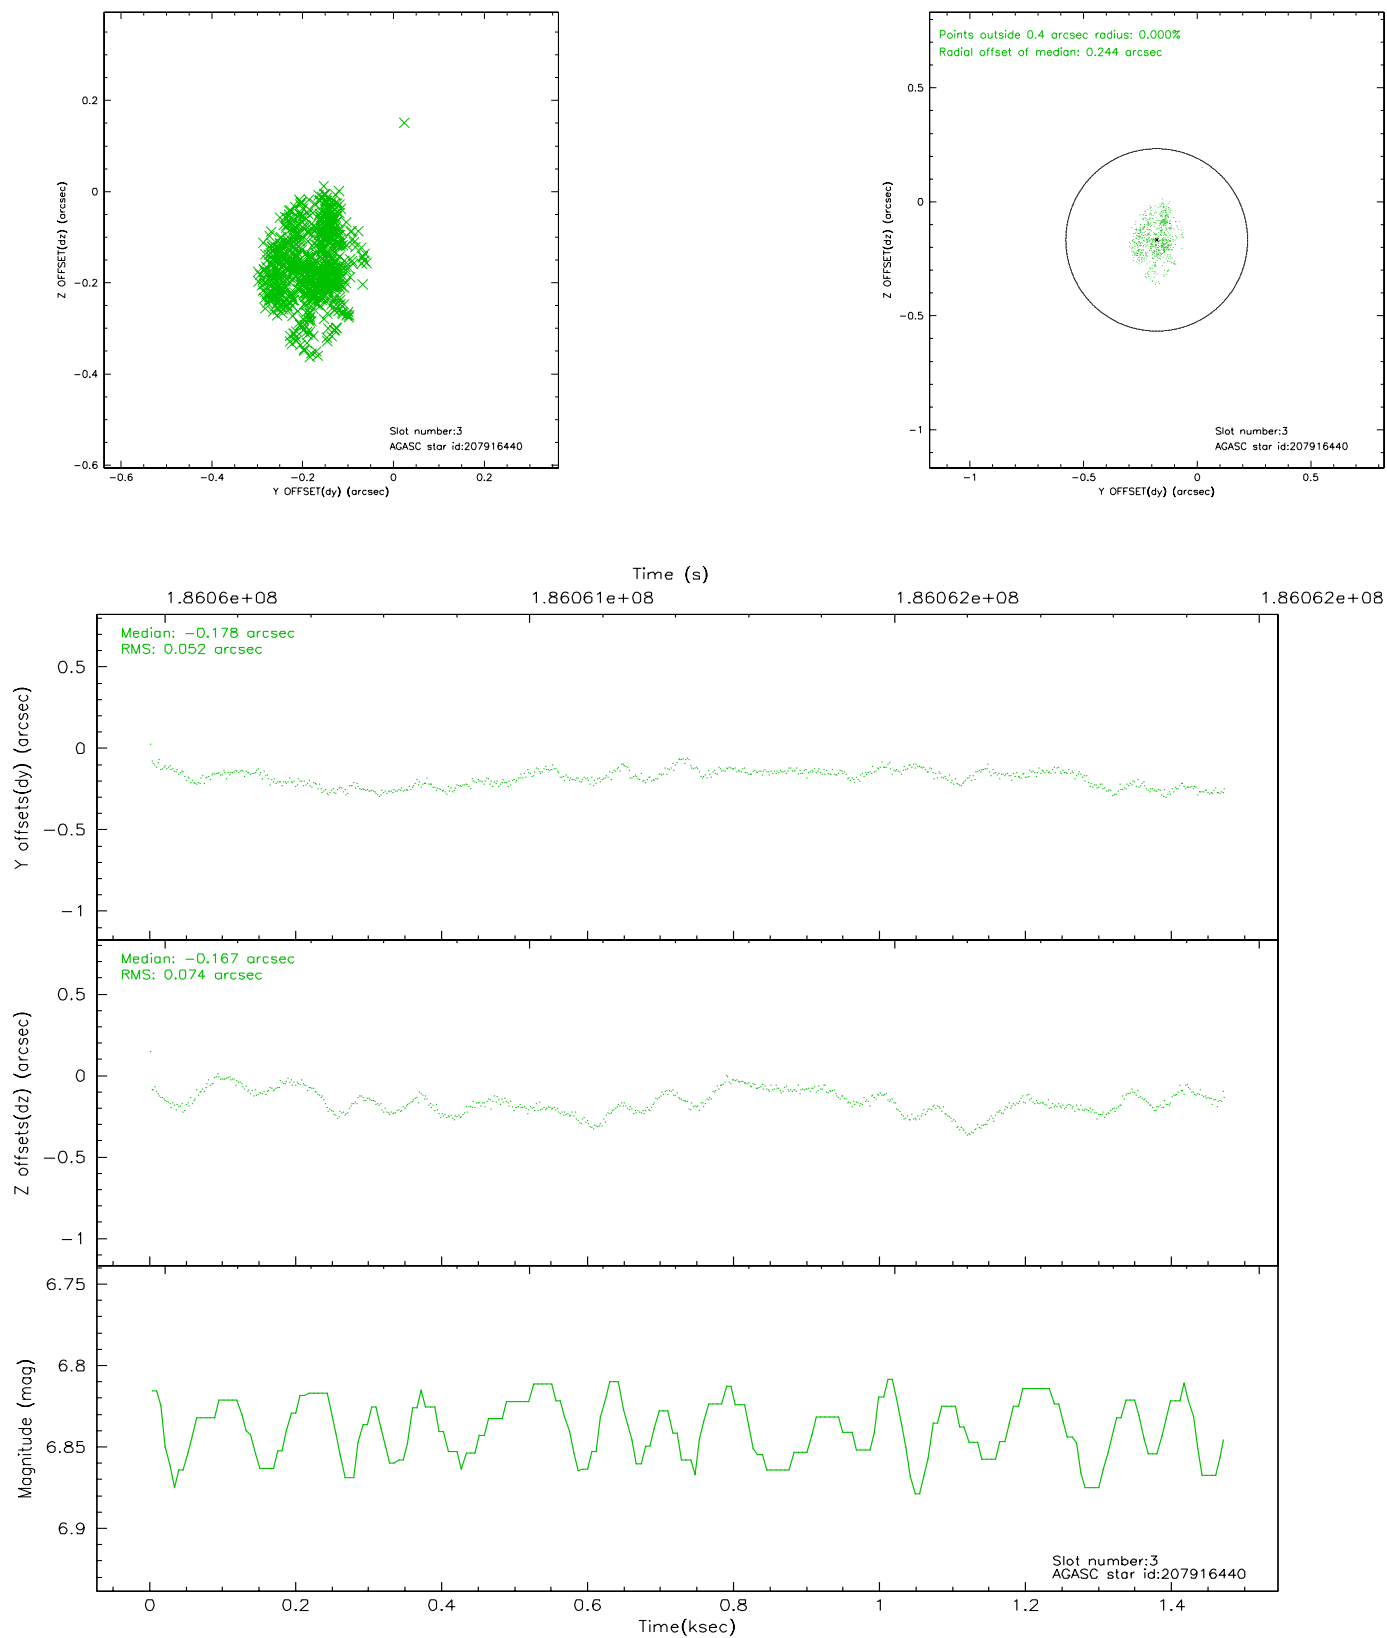 0.2
0
−0.2
−0.4
−0.6
Z OFFSET(dz) (arcsec)
Slot number:3
AGASC star id:207916440
−0.6 −0.4 −0.2 0 0.2
Y OFFSET(dy) (arcsec)
Points outside 0.4 arcsec radius: 0.000%
Radial offset of median: 0.244 arcsec
0.5
0
−0.5
−1
Z OFFSET(dz) (arcsec)
Slot number:3
AGASC star id:207916440
−1 −0.5 0 0.5
Y OFFSET(dy) (arcsec)
Time (s)
1.8606e+08 1.86061e+08 1.86062e+08 1.86062e+08
Median: −0.178 arcsec
RMS: 0.052 arcsec
0.5
0
−0.5
−1
Y offsets(dy) (arcsec)
Median: −0.167 arcsec
RMS: 0.074 arcsec
0.5
0
−0.5
−1
Z offsets(dz) (arcsec)
6.75
6.8
6.85
6.9
Magnitude (mag)
Slot number:3
AGASC star id:207916440
0 0.2 0.4 0.6 0.8 1 1.2 1.4
Time(ksec)